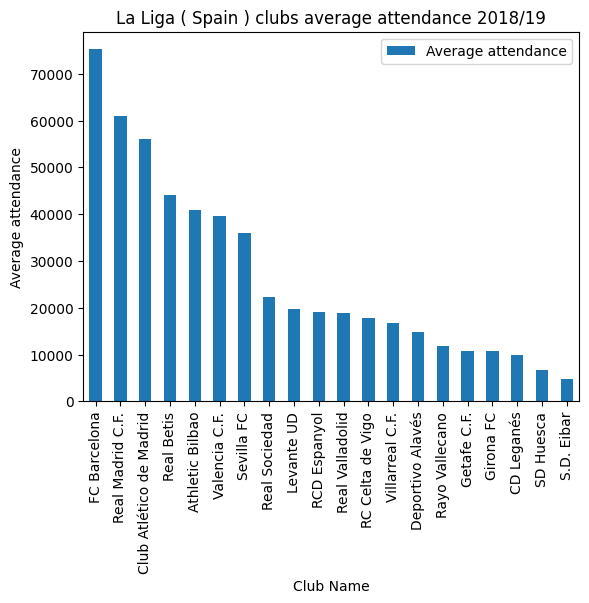 La Liga ( Spain ) clubs average attendance 2018/19
Average attendance
Average attendance
70000
60000
50000
40000
30000
20000
10000
0
FC Barcelona
Real Madrid C.F.
Club Atlético de Madrid
Real Betis
Athletic Bilbao
Valencia C.F.
Sevilla FC
Real Sociedad
Levante UD
RCD Espanyol
Real Valladolid
RC Celta de Vigo
Villarreal C.F.
Deportivo Alavés
Rayo Vallecano
Getafe C.F.
Girona FC
CD Leganés
SD Huesca
S.D. Eibar
Club Name